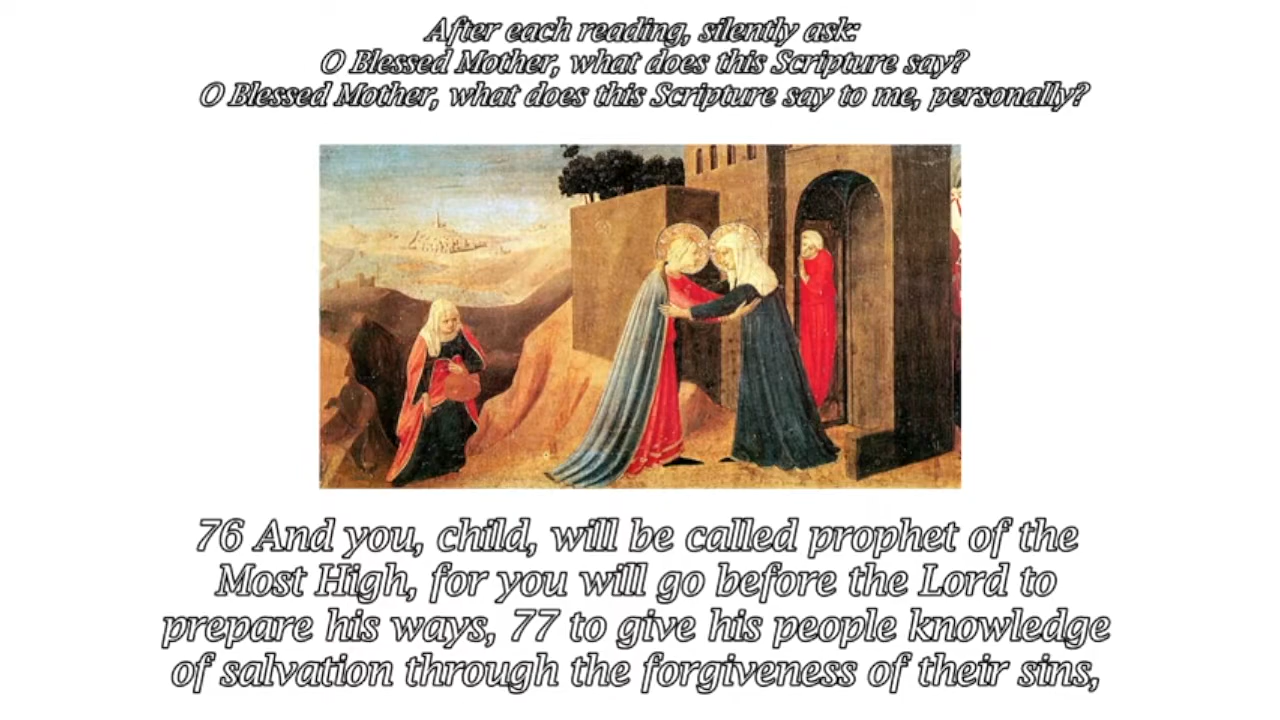 After each reading, silently ask:
O Blessed Mother, what does this Scripture say?
O Blessed Mother, what does this Scripture say to me, personally?
76 And you, child, will be called prophet of the
Most High, for you will go before the Lord to
prepare his ways, 77 to give his people knowledge
of salvation through the forgiveness of their sins,